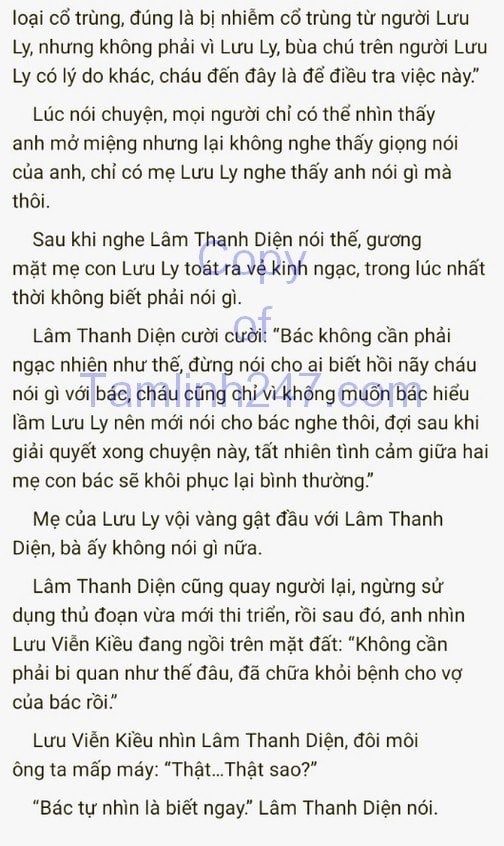 loại cổ trùng, đúng là bị nhiễm cổ trùng từ người Lưu
Ly, nhưng không phải vì Lưu Ly, bùa chú trên người Lưu
Ly có lý do khác, cháu đến đây là để điều tra việc này.”
Lúc nói chuyện, mọi người chỉ có thể nhìn thấy
anh mở miệng nhưng lại không nghe thấy giọng nói
của anh, chỉ có mẹ Lưu Ly nghe thấy anh nói gì mà
thôi.
Sau khi nghe Lâm Thanh Diện nói thế, gương
mặt mẹ con Lưu Ly toát ra vẻ kinh ngạc, trong lúc nhất
thời không biết phải nói gì.
Lâm Thanh Diện cười cười: “Bác không cần phải
ngạc nhiên như thế, đừng nói cho ai biết hồi nãy cháu
nói gì với bác, cháu cũng chỉ vì không muốn bác hiểu
lầm Lưu Ly nên mới nói cho bác nghe thôi, đợi sau khi
giải quyết xong chuyện này, tất nhiên tình cảm giữa hai
mẹ con bác sẽ khôi phục lại bình thường.”
Mẹ của Lưu Ly vội vàng gật đầu với Lâm Thanh
Diện, bà ấy không nói gì nữa.
Lâm Thanh Diện cũng quay người lại, ngừng sử
dụng thủ đoạn vừa mới thi triển, rồi sau đó, anh nhìn
Lưu Viễn Kiều đang ngồi trên mặt đất: “Không cần
phải bi quan như thế đâu, đã chữa khỏi bệnh cho vợ
của bác rồi.”
Lưu Viễn Kiều nhìn Lâm Thanh Diện, đôi môi
ông ta mấp máy: “Thật...Thật sao?”
“Bác tự nhìn là biết ngay.” Lâm Thanh Diện nói.
Copy
of
Tamlinh247.com